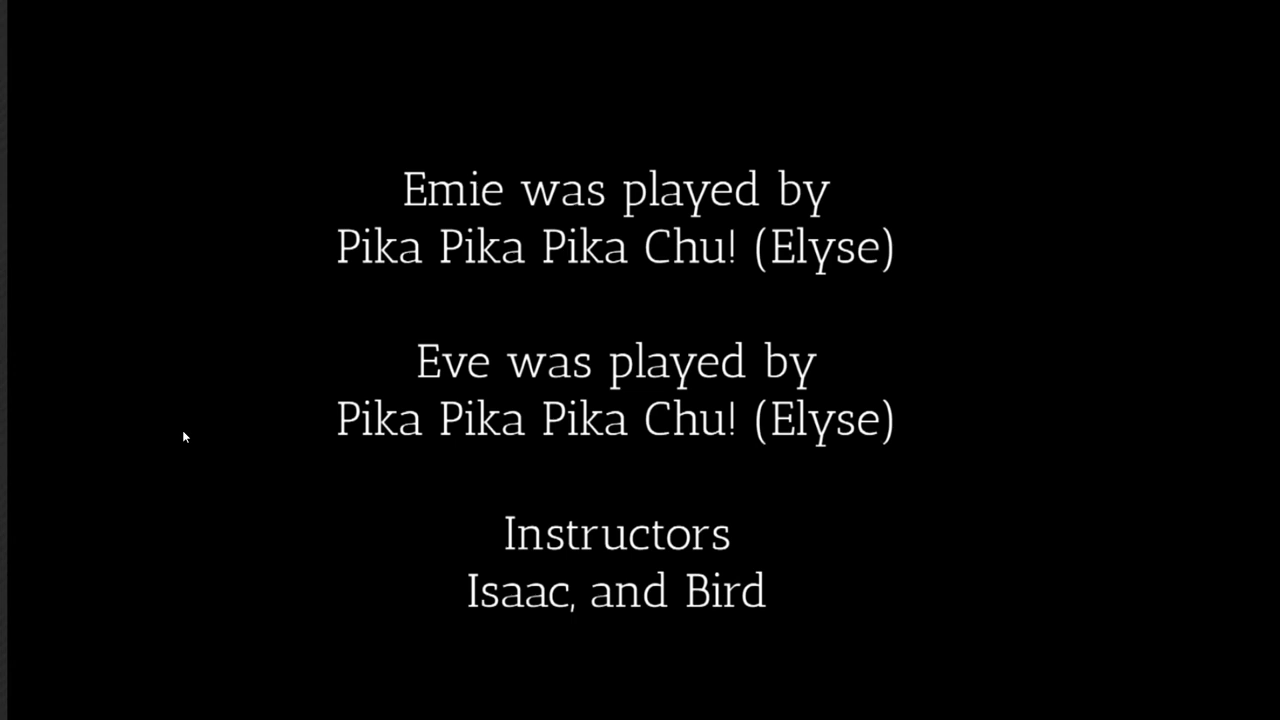 Emie was played by
Pika Pika Pika Chu! (Elyse)
Eve was played by
Pika Pika Pika Chu! (Elyse)
Instructors
Isaac, and Bird